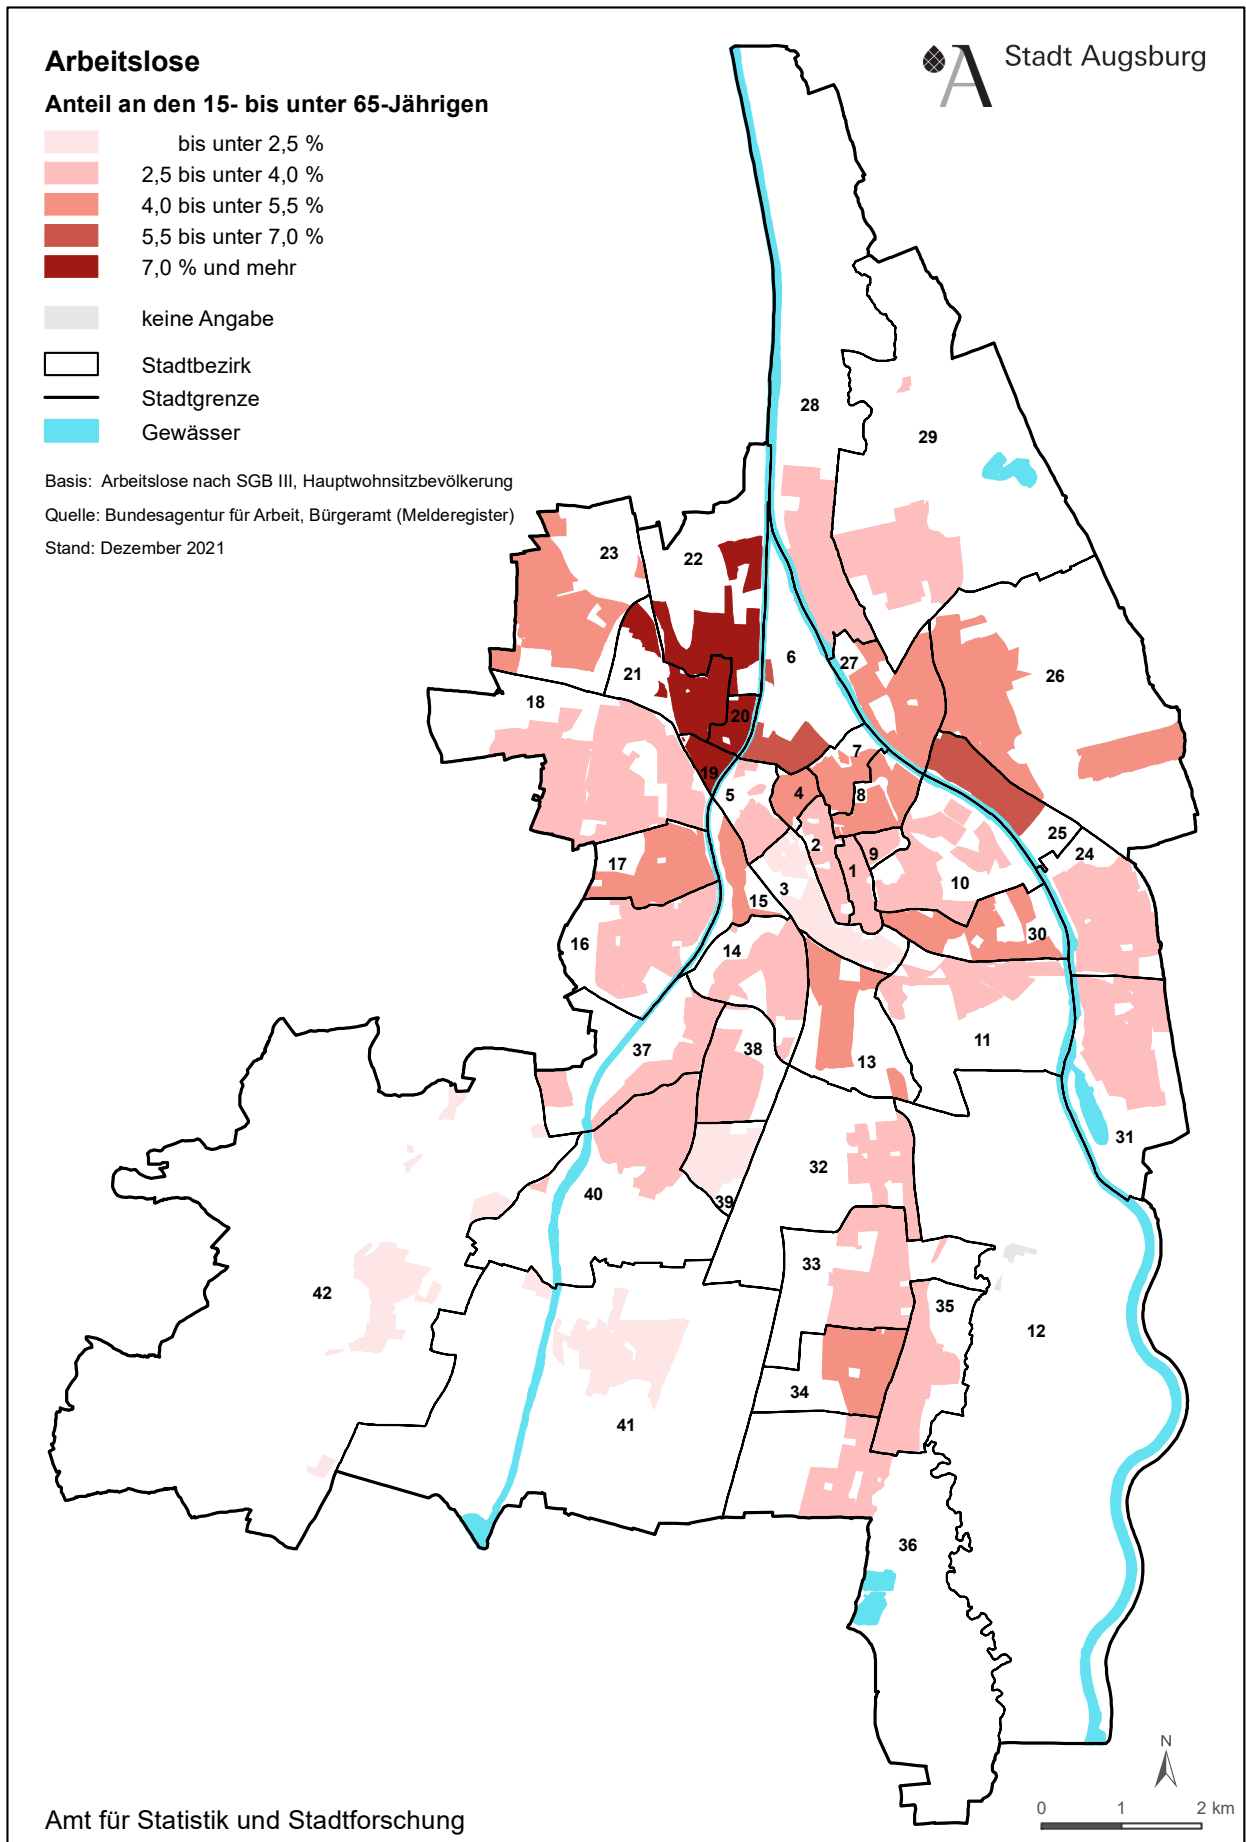 Arbeitslose
Anteil an den 15- bis unter 65-Jährigen
bis unter 2,5 %
2,5 bis unter 4,0 %
4,0 bis unter 5,5 %
5,5 bis unter 7,0 %
7,0 % und mehr
keine Angabe
Stadtbezirk
Stadtgrenze
Gewässer
Basis: Arbeitslose nach SGB III, Hauptwohnsitzbevölkerung
Quelle: Bundesagentur für Arbeit, Bürgeramt (Melderegister)
Stand: Dezember 2021
A Stadt Augsburg
28
29
23
22
6
27
21
26
18
20
7
19
5
4
8
25
2
24
17
9
1
3
10
15
30
16
14
11
37
38
13
31
32
40
39
33
42
35
12
34
41
36
N
0 1 2 km
Amt für Statistik und Stadtforschung